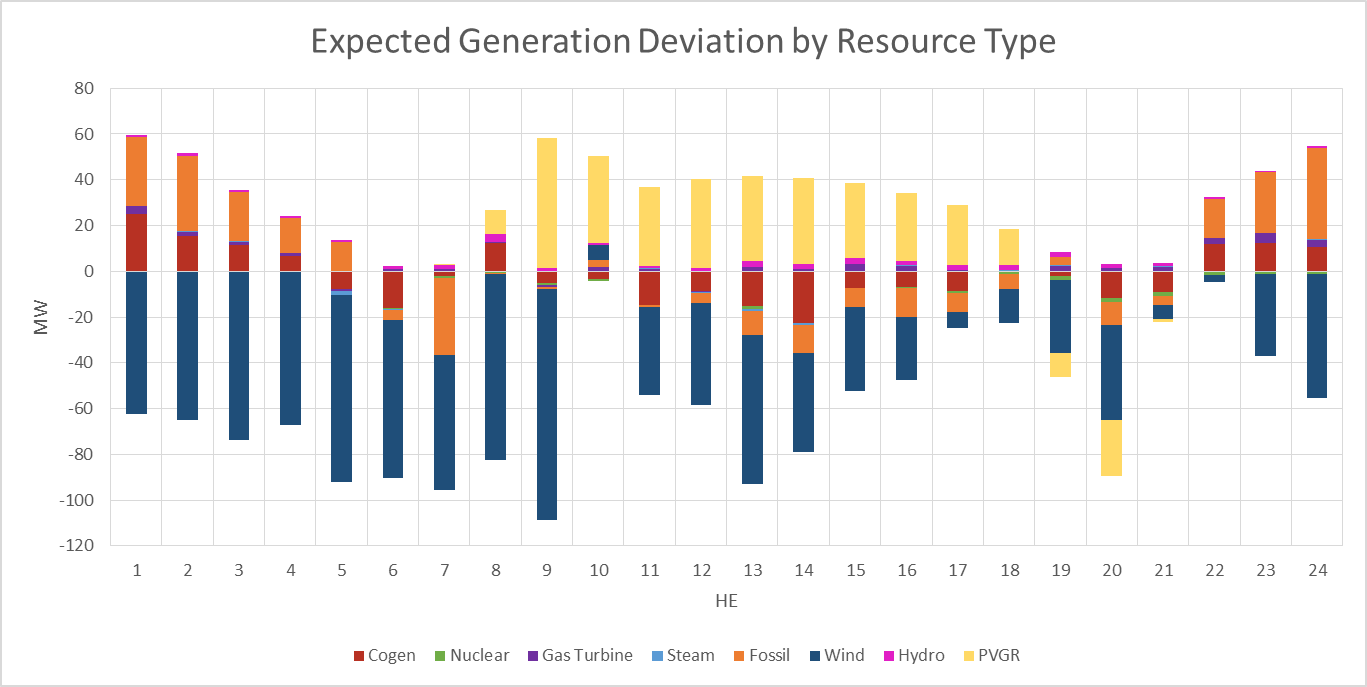 Expected Generation Deviation by Resource Type
80
60
40
20
0
-20
-40
-60
-80
-100
-120
MW
1 2 3 4 5 6 7 8 9 10 11 12 13 14 15 16 17 18 19 20 21 22 23 24
HE
Cogen Nuclear Gas Turbine Steam Fossil Wind Hydro PVGR